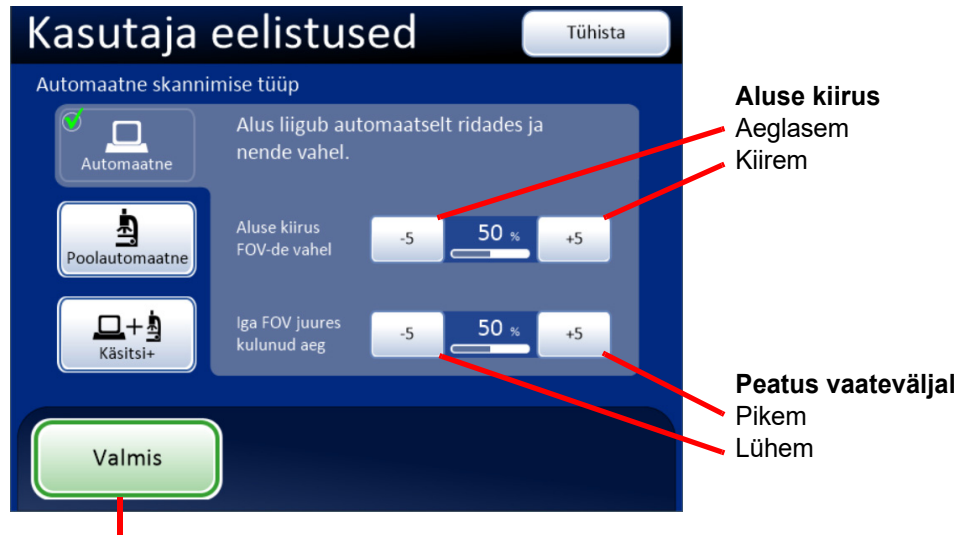 Kasutaja eelistused
Tühista
Automaatne skannimise tüüp
Automaatne
Alus liigub automaatselt ridades ja
nende vahel.
Poolautomaatne
Aluse kiirus
FOV-de vahel
-5
50 %
+5
Käsitsi+
Iga FOV juures
kulunud aeg
-5
50 %
+5
Valmis
Aluse kiirus
Aeglasem
Kiirem
Peatus vaateväljal
Pikem
Lühem